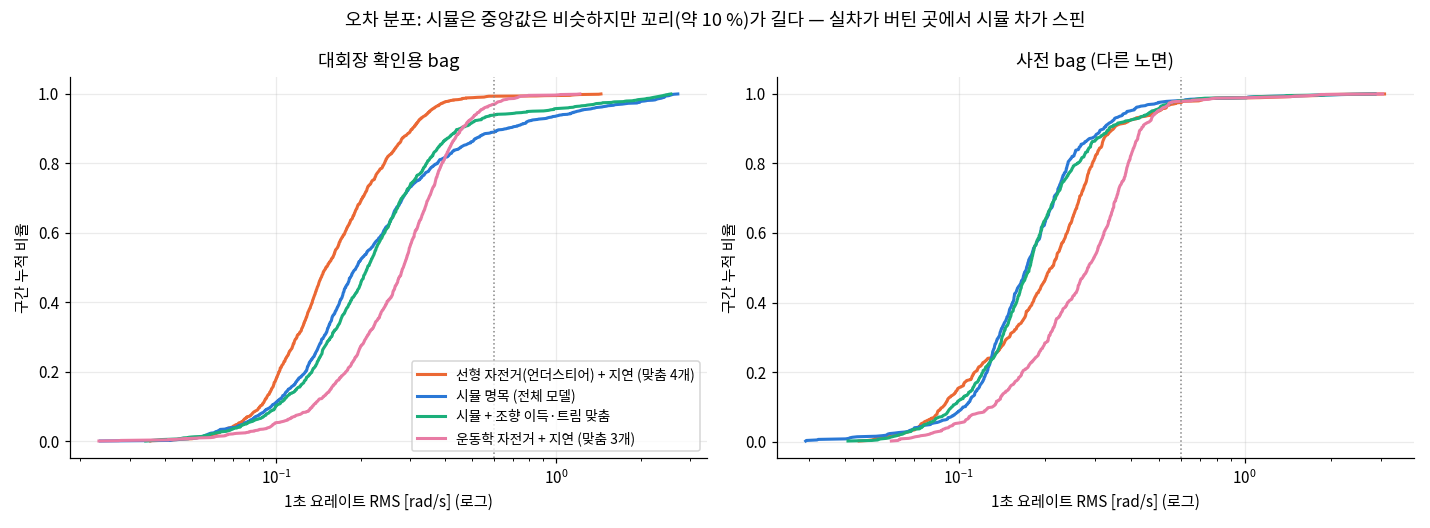 오차 분포: 시뮬은 중앙값은 비슷하지만 꼬리(약 10 %)가 길다 — 실차가 버틴 곳에서 시뮬 차가 스핀
대회장 확인용 bag
구간 누적 비율
1.0
0.8
0.6
0.4
0.2
0.0
선형 자전거(언더스티어) + 지연 (맞춤 4개)
시뮬 명목 (전체 모델)
시뮬 + 조향 이득·트림 맞춤
운동학 자전거 + 지연 (맞춤 3개)
10⁻¹
10⁰
1초 요레이트 RMS [rad/s] (로그)
사전 bag (다른 노면)
구간 누적 비율
1.0
0.8
0.6
0.4
0.2
0.0
10⁻¹
10⁰
1초 요레이트 RMS [rad/s] (로그)